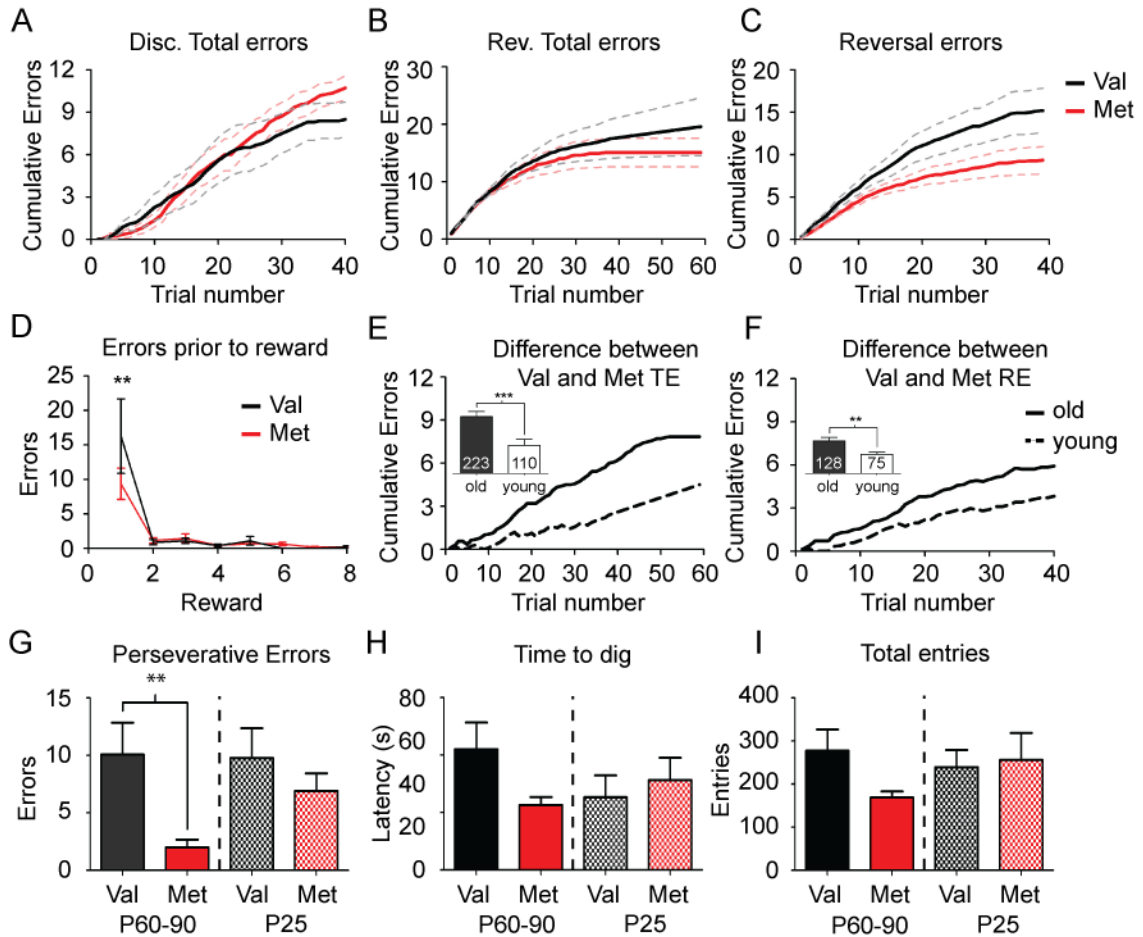 A
Disc. Total errors
Cumulative Errors
12
9
6
3
0
0
10
20
30
40
Trial number
B
Rev. Total errors
Cumulative Errors
30
20
10
0
0
10
20
30
40
50
60
Trial number
C
Reversal errors
Cumulative Errors
20
15
10
5
0
0
10
20
30
40
Trial number
Val
Met
D
Errors prior to reward
Errors
25
20
15
10
5
0
**
Val
Met
0
2
4
6
8
Reward
E
Difference between
Val and Met TE
Cumulative Errors
12
9
6
3
0
***
223
110
old
young
0
10
20
30
40
50
60
Trial number
F
Difference between
Val and Met RE
Cumulative Errors
12
9
6
3
0
**
128
75
old
young
old
young
0
10
20
30
40
Trial number
G
Perseverative Errors
Errors
15
10
5
0
**
Val
Met
Val
Met
P60-90
P25
H
Time to dig
Latency (s)
80
60
40
20
0
Val
Met
Val
Met
P60-90
P25
I
Total entries
Entries
400
300
200
100
0
Val
Met
Val
Met
P60-90
P25